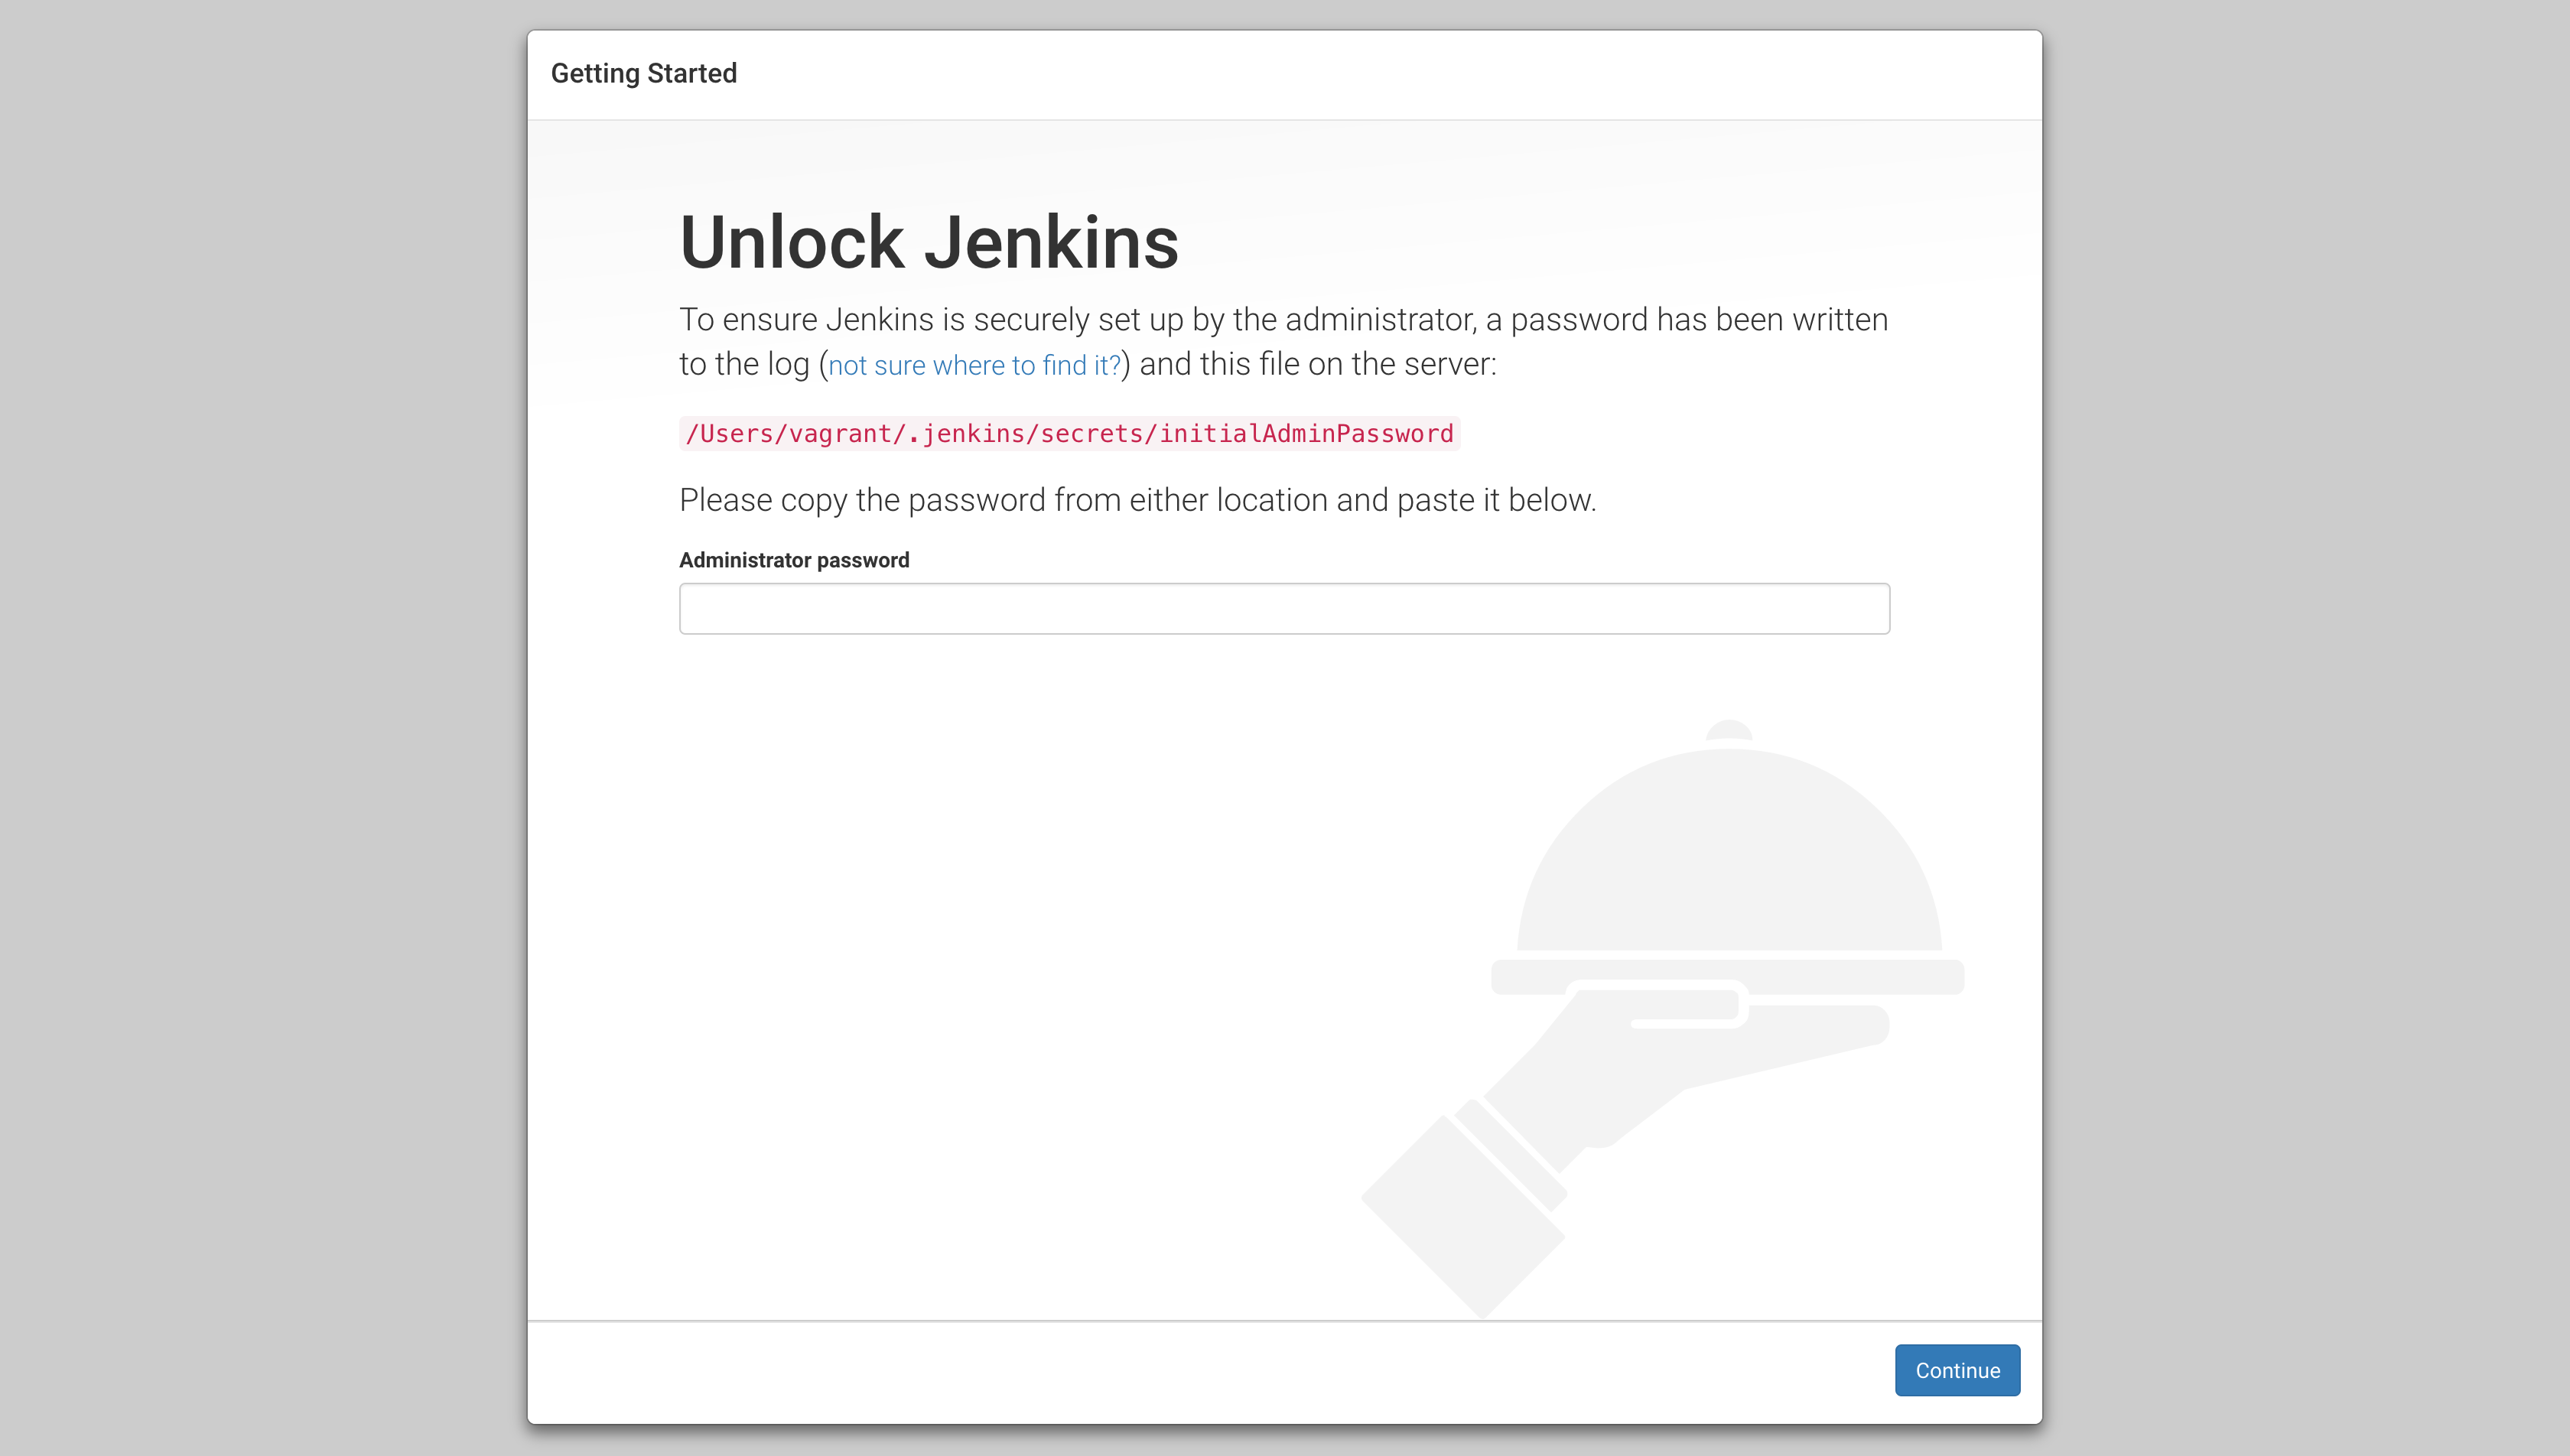 Getting Started
Unlock Jenkins
To ensure Jenkins is securely set up by the administrator, a password has been written
to the log (not sure where to find it?) and this file on the server:
/Users/vagrant/.jenkins/secrets/initialAdminPassword
Please copy the password from either location and paste it below.
Administrator password
Continue